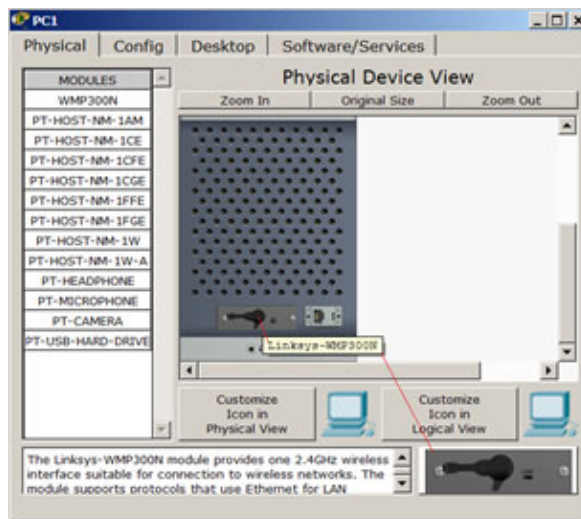 PC1
Physical Config Desktop Software/Services
MODULES
WMP300N
PT-HOST-NM-1AM
PT-HOST-NM-1CE
PT-HOST-NM-1CFE
PT-HOST-NM-1CGE
PT-HOST-NM-1FFE
PT-HOST-NM-1FGE
PT-HOST-NM-1W
PT-HOST-NM-1W-A
PT-HEADPHONE
PT-MICROPHONE
PT-CAMERA
PT-USB-HARD-DRIVE
Physical Device View
Zoom In Original Size Zoom Out
Linksys-WMP300N
Customize
Icon in
Physical View
Customize
Icon in
Logical View
The Linksys-WMP300N module provides one 2.4GHz wireless
interface suitable for connection to wireless networks. The
module supports protocols that use Ethernet for LAN